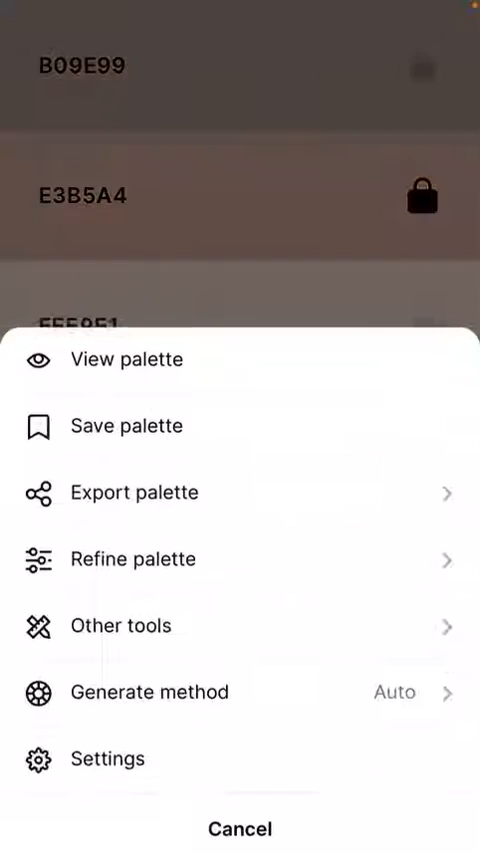 B09E99
E3B5A4
View palette
Save palette
Export palette
Refine palette
Other tools
Generate method Auto
Settings
Cancel